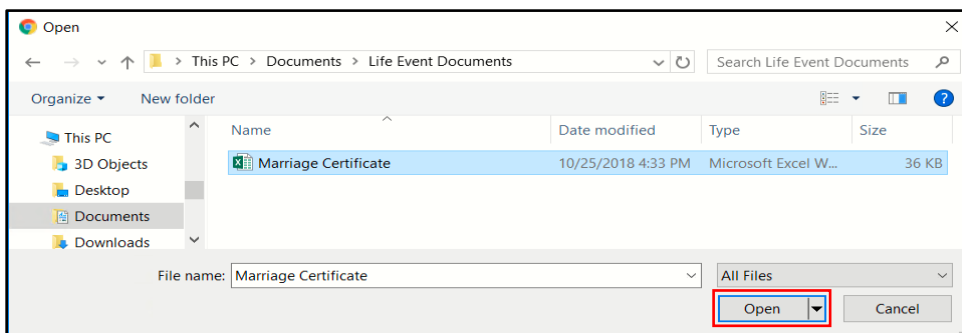 Open
This PC > Documents > Life Event Documents
Search Life Event Documents
Organize
New folder
Name
Date modified
Type
Size
This PC
3D Objects
Desktop
Documents
Downloads
Marriage Certificate
10/25/2018 4:33 PM
Microsoft Excel W...
36 KB
File name:
Marriage Certificate
All Files
Open
Cancel